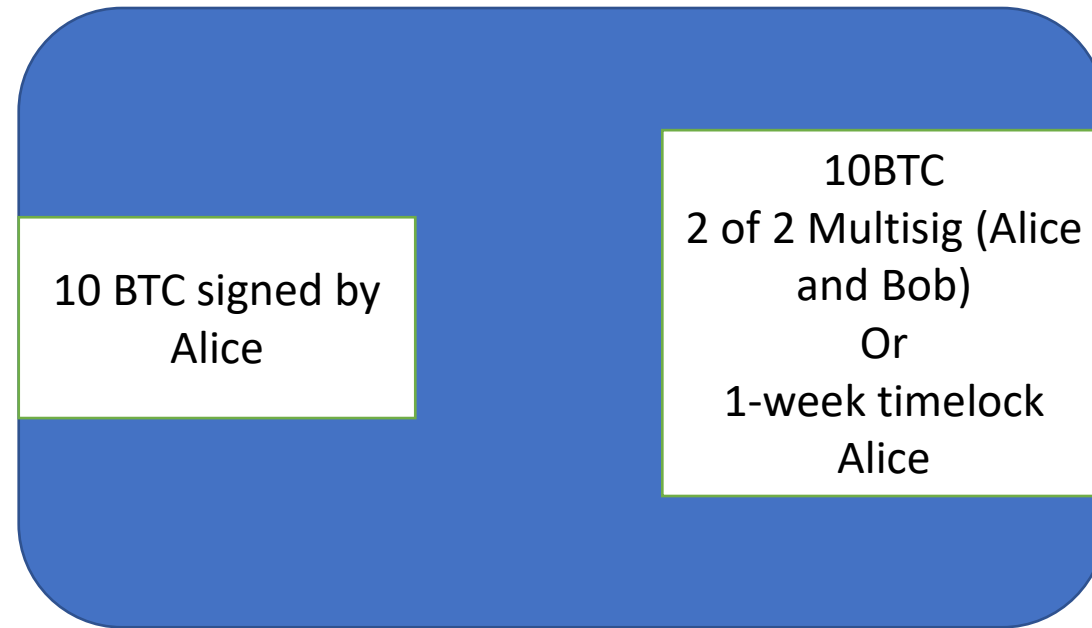 10 BTC signed by
Alice
10BTC
2 of 2 Multisig (Alice
and Bob)
Or
1-week timelock
Alice